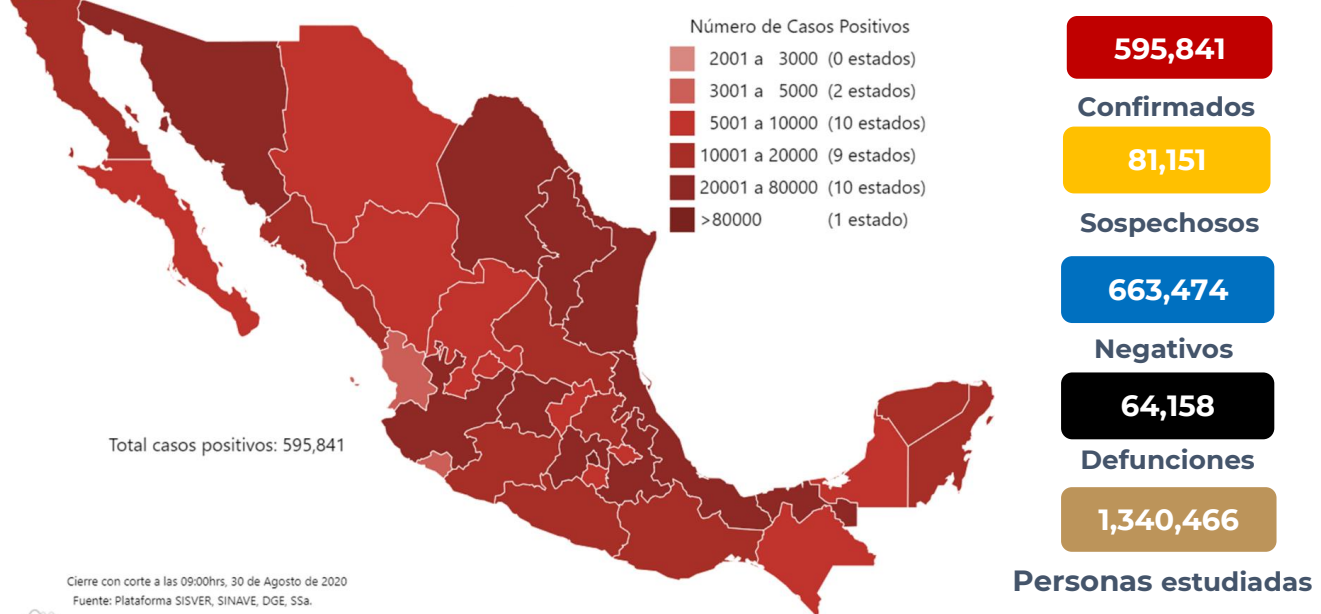 Número de Casos Positivos
2001 a 3000 (0 estados)
3001 a 5000 (2 estados)
5001 a 10000 (10 estados)
10001 a 20000 (9 estados)
20001 a 80000 (10 estados)
>80000 (1 estado)
Total casos positivos: 595,841
Cierre con corte a las 09:00hrs, 30 de Agosto de 2020
Fuente: Plataforma SISVER, SINAVE, DGE, SSa.
595,841
Confirmados
81,151
Sospechosos
663,474
Negativos
64,158
Defunciones
1,340,466
Personas estudiadas